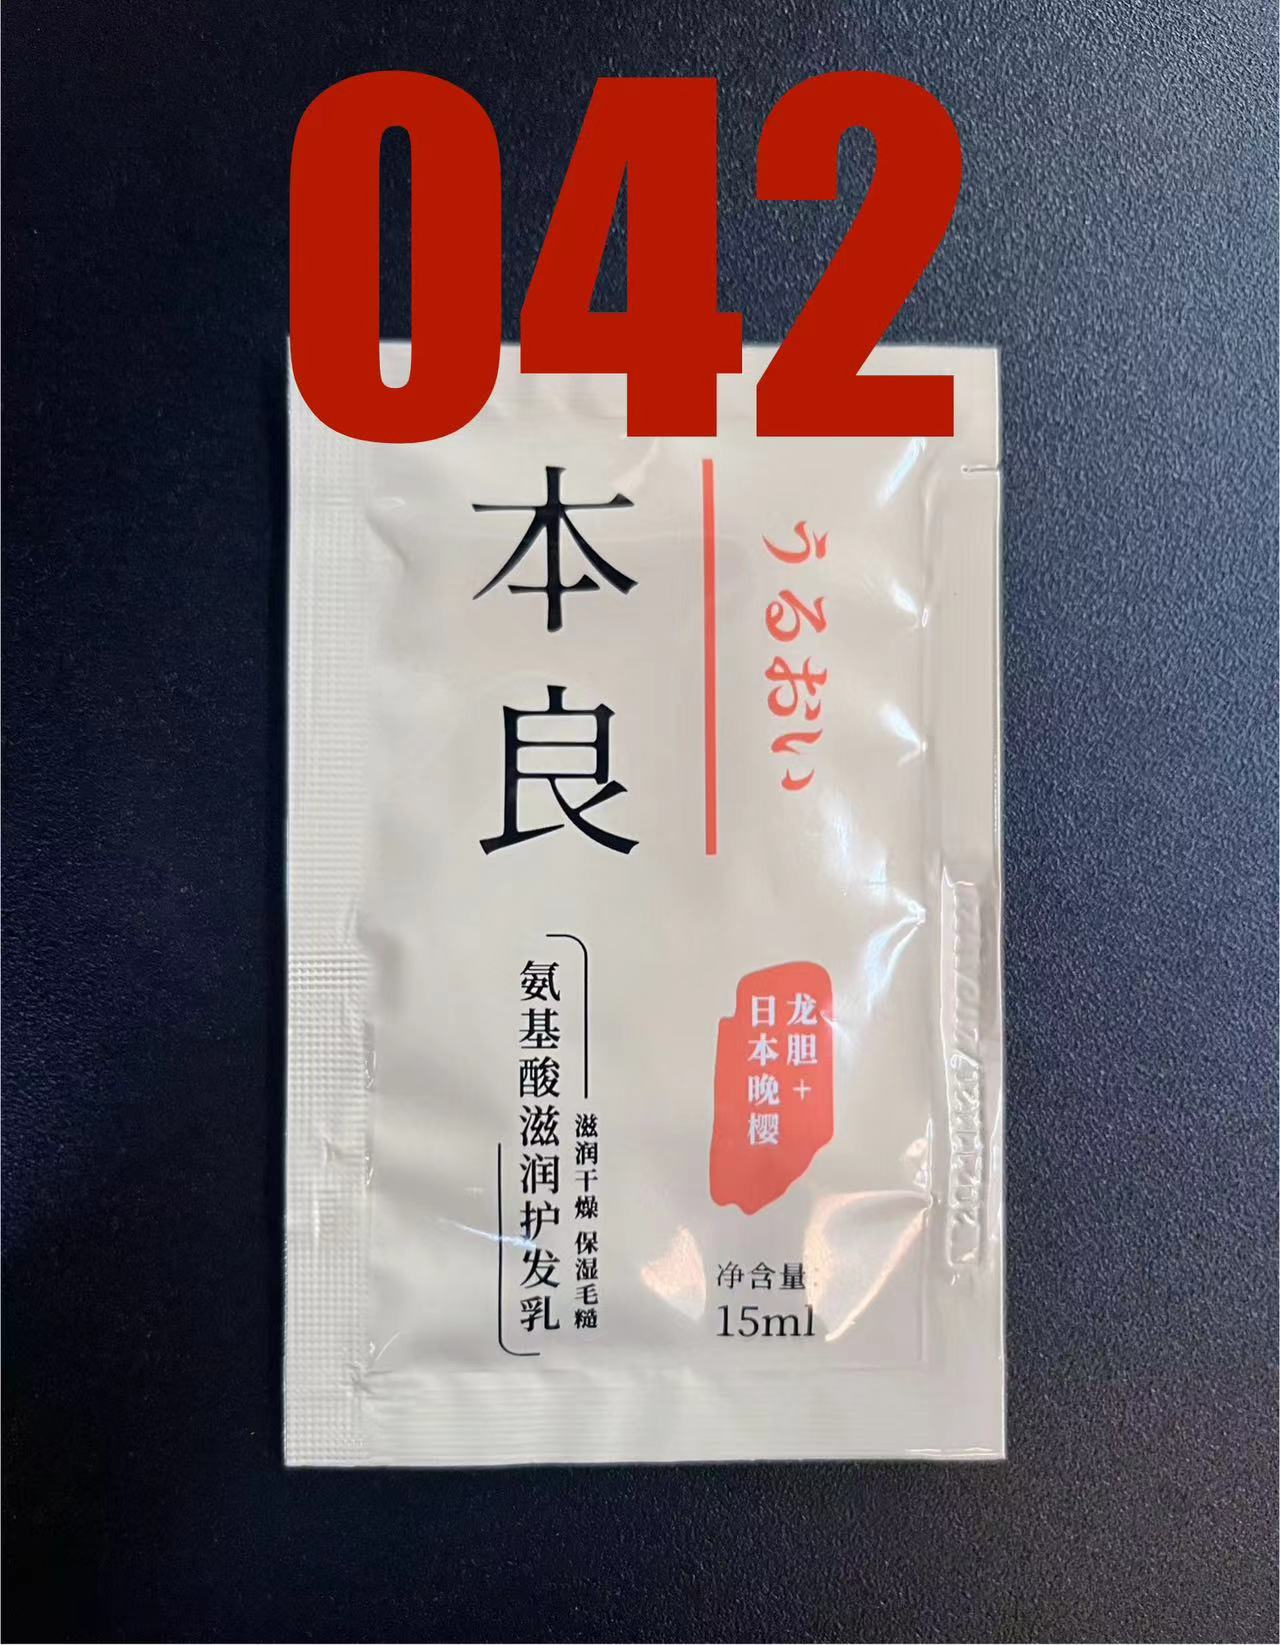 042
うるおい
本良
龙胆+
日本晚樱
滋润干燥 保湿毛糙
氨基酸滋润护发乳
净含量:
15ml